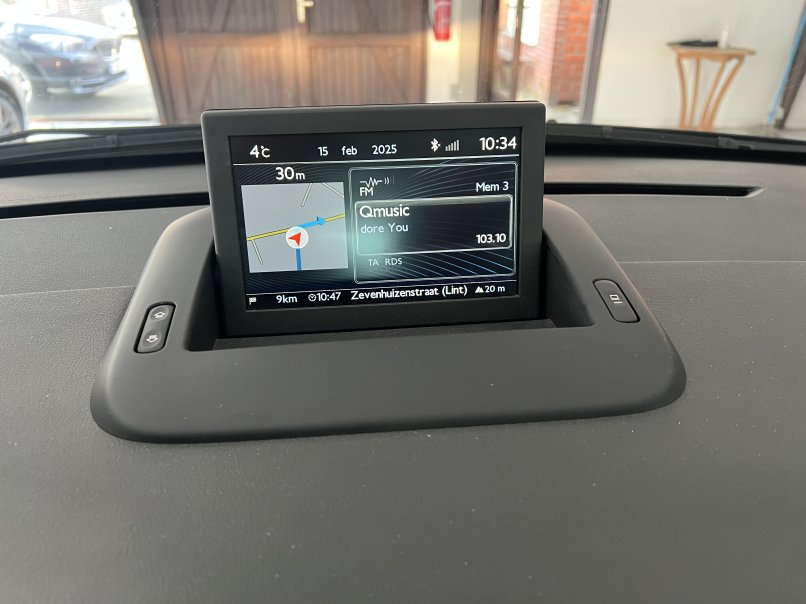 4°C 15 feb 2025 10:34
30m
FM Mem 3
Qmusic
dore You
103.10
TA RDS
9km 10:47 Zevenhuizenstraat (Lint) 20 m